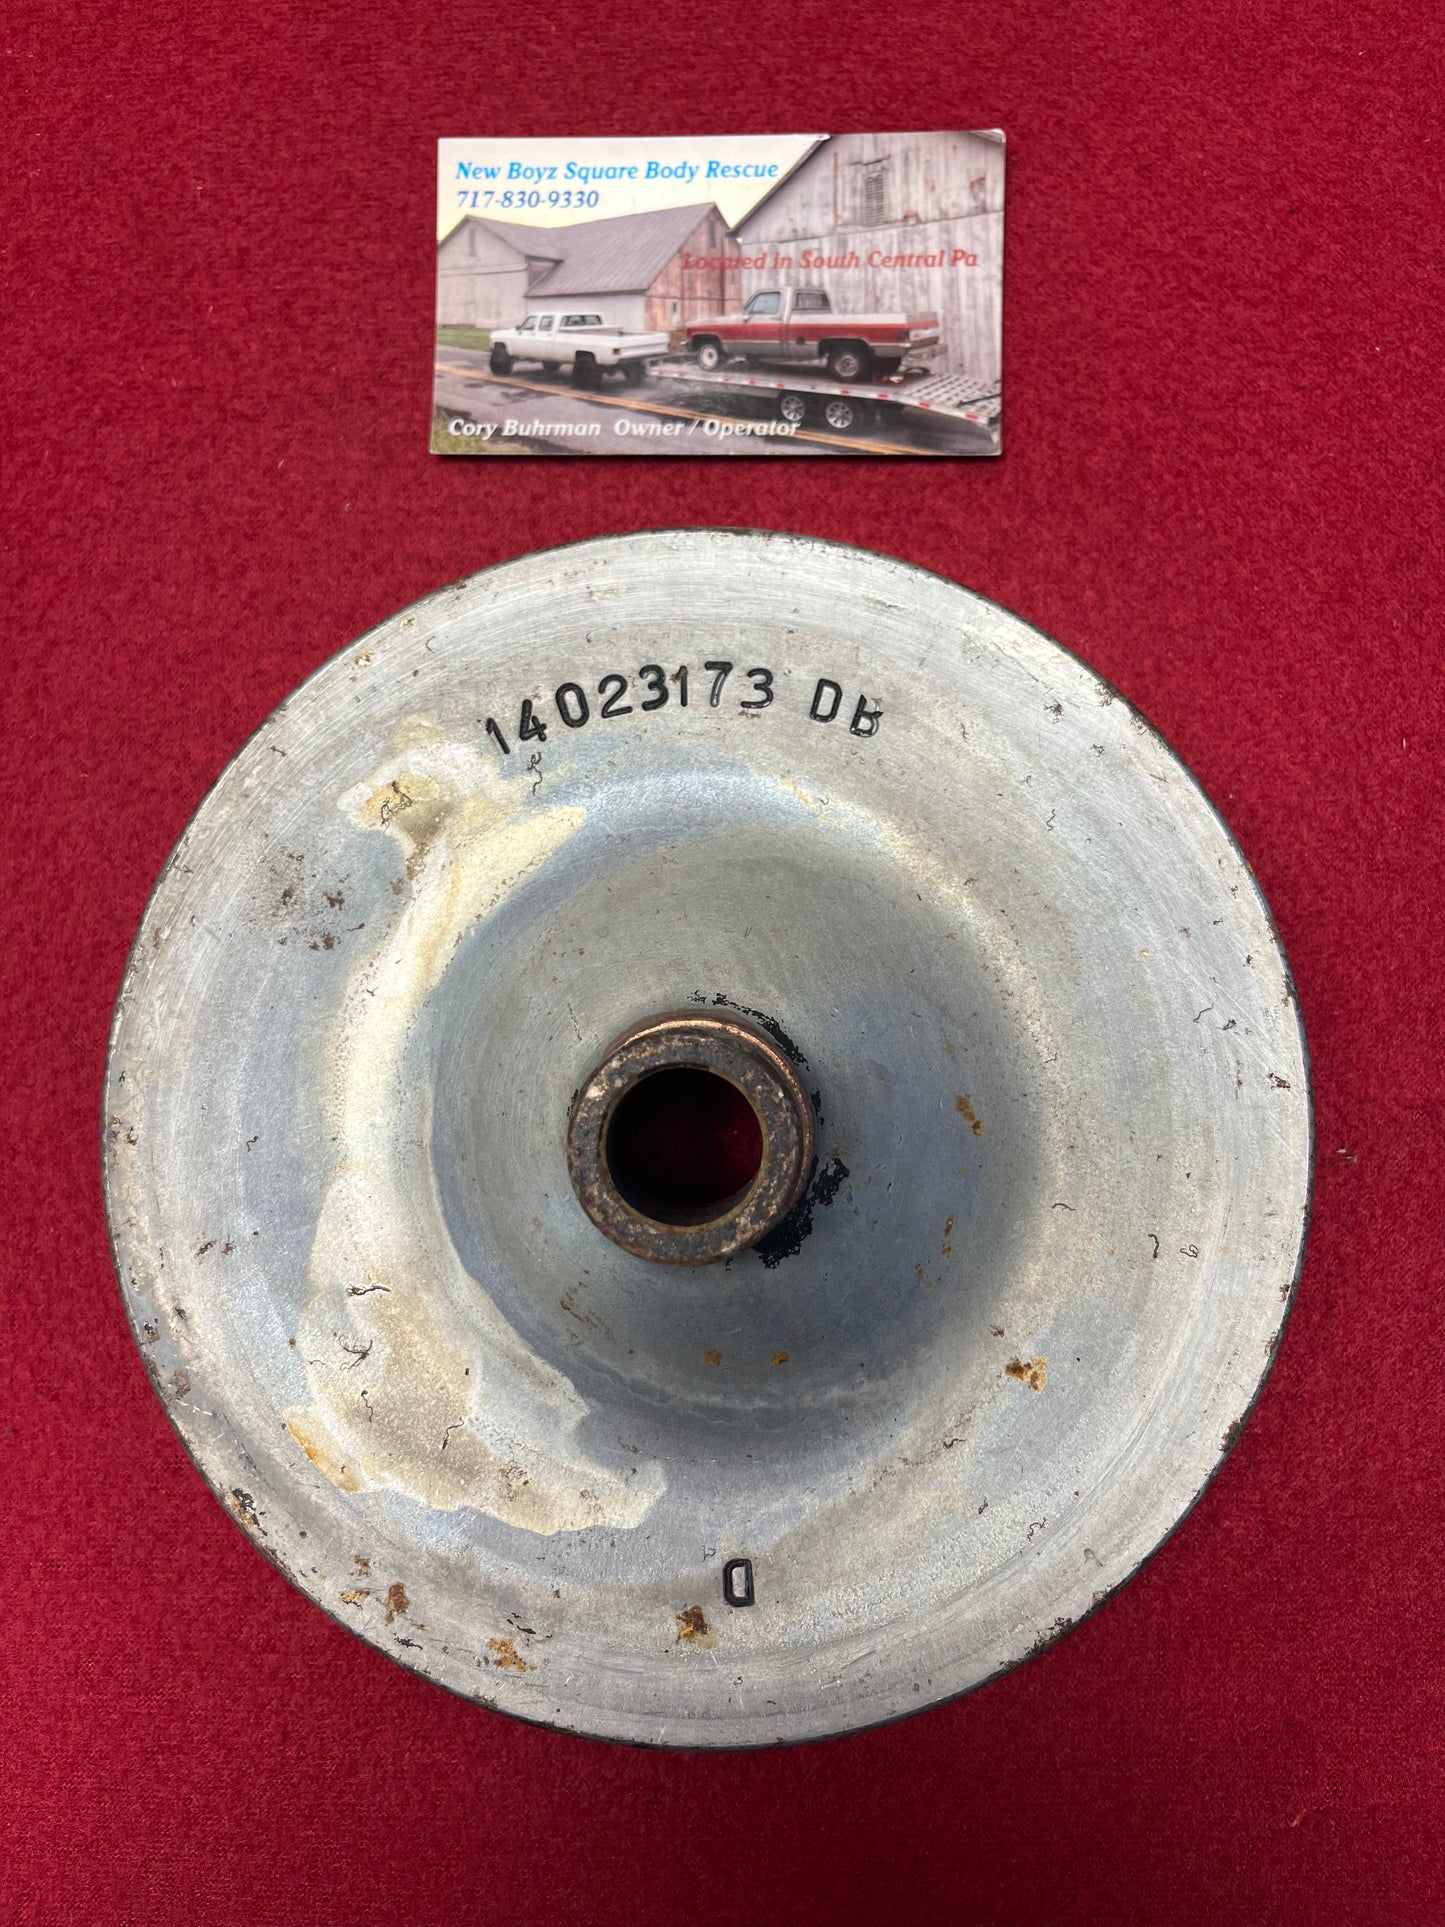 New Boyz Square Body Rescue
717-830-9330
Located in South Central Pa
Cory Buhrman Owner / Operator
14023173 DB
D